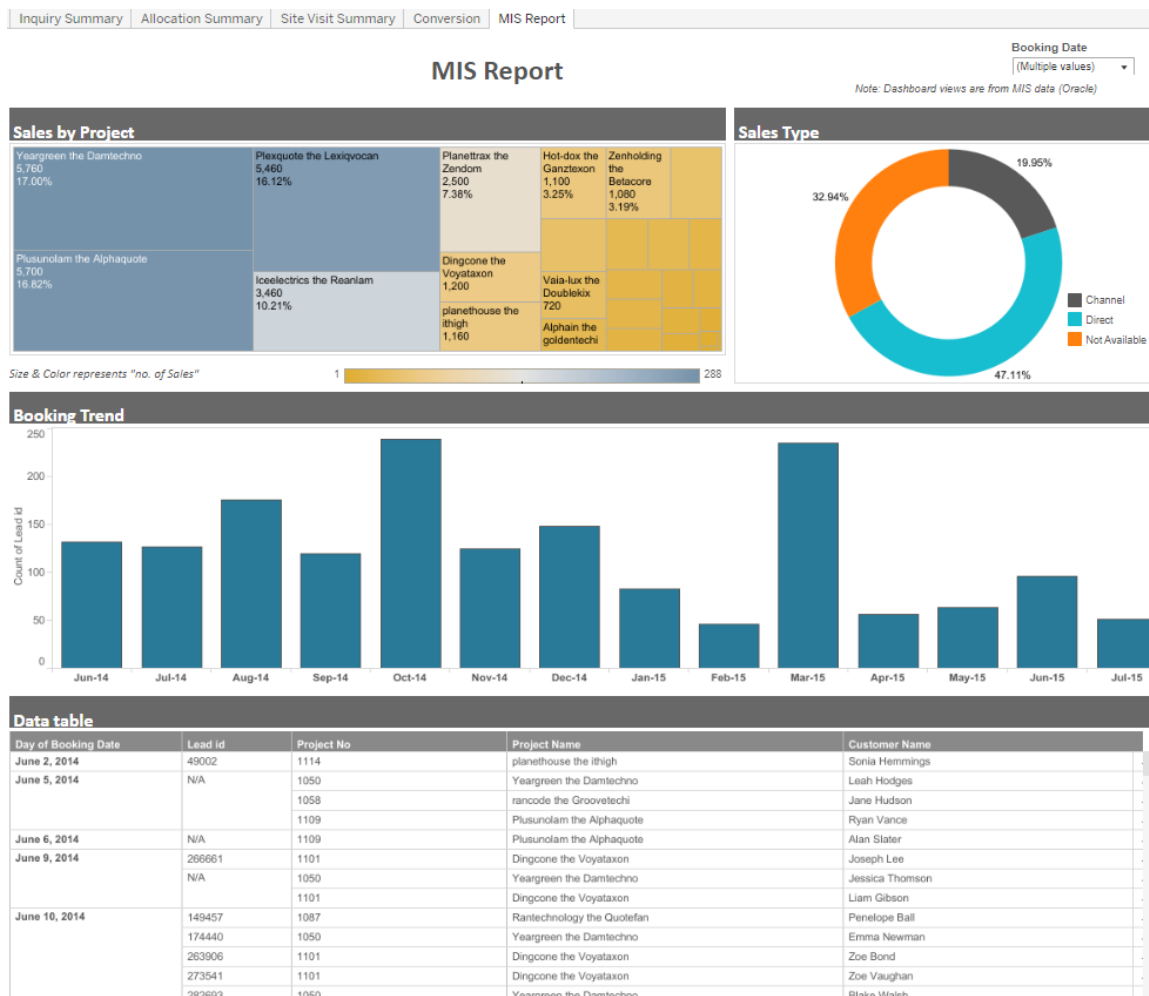 Inquiry Summary
Allocation Summary
Site Visit Summary
Conversion
MIS Report
MIS Report
Booking Date
(Multiple values)
Note: Dashboard views are from MIS data (Oracle)
Sales by Project
Yeargreen the Damtechno
5,760
17.00%
Plusunolam the Alphaquote
5,700
16.82%
Plexquote the Lexiqvocan
5,460
16.12%
Iceelectrics the Reanlam
3,460
10.21%
Planettrax the
Zendom
2,500
7.38%
Dingcone the
Voyataxon
1,200
planethouse the
ithigh
1,160
Hot-dox the
Ganztexon
1,100
3.25%
Vaia-lux the
Doublekix
720
Alphain the
goldentechi
Zenholding
the
Betacore
1,080
3.19%
Size & Color represents "no. of Sales"
1
288
Sales Type
19.95%
32.94%
47.11%
Channel
Direct
Not Available
Booking Trend
Count of Lead id
250
200
150
100
50
0
Jun-14 Jul-14 Aug-14 Sep-14 Oct-14 Nov-14 Dec-14 Jan-15 Feb-15 Mar-15 Apr-15 May-15 Jun-15 Jul-15
Data table
Day of Booking Date Lead id Project No Project Name Customer Name
June 2, 2014 49002 1114 planethouse the ithigh Sonia Hemmings
June 5, 2014 N/A 1050 Yeargreen the Damtechno Leah Hodges
1058 rancode the Groovetechi Jane Hudson
1109 Plusunolam the Alphaquote Ryan Vance
June 6, 2014 N/A 1109 Plusunolam the Alphaquote Alan Slater
June 9, 2014 266661 1101 Dingcone the Voyataxon Joseph Lee
N/A 1050 Yeargreen the Damtechno Jessica Thomson
1101 Dingcone the Voyataxon Liam Gibson
June 10, 2014 149457 1087 Rantechnology the Quotefan Penelope Ball
174440 1050 Yeargreen the Damtechno Emma Newman
263906 1101 Dingcone the Voyataxon Zoe Bond
273541 1101 Dingcone the Voyataxon Zoe Vaughan
282693 1050 Yeargreen the Damtechno Blake Walsh